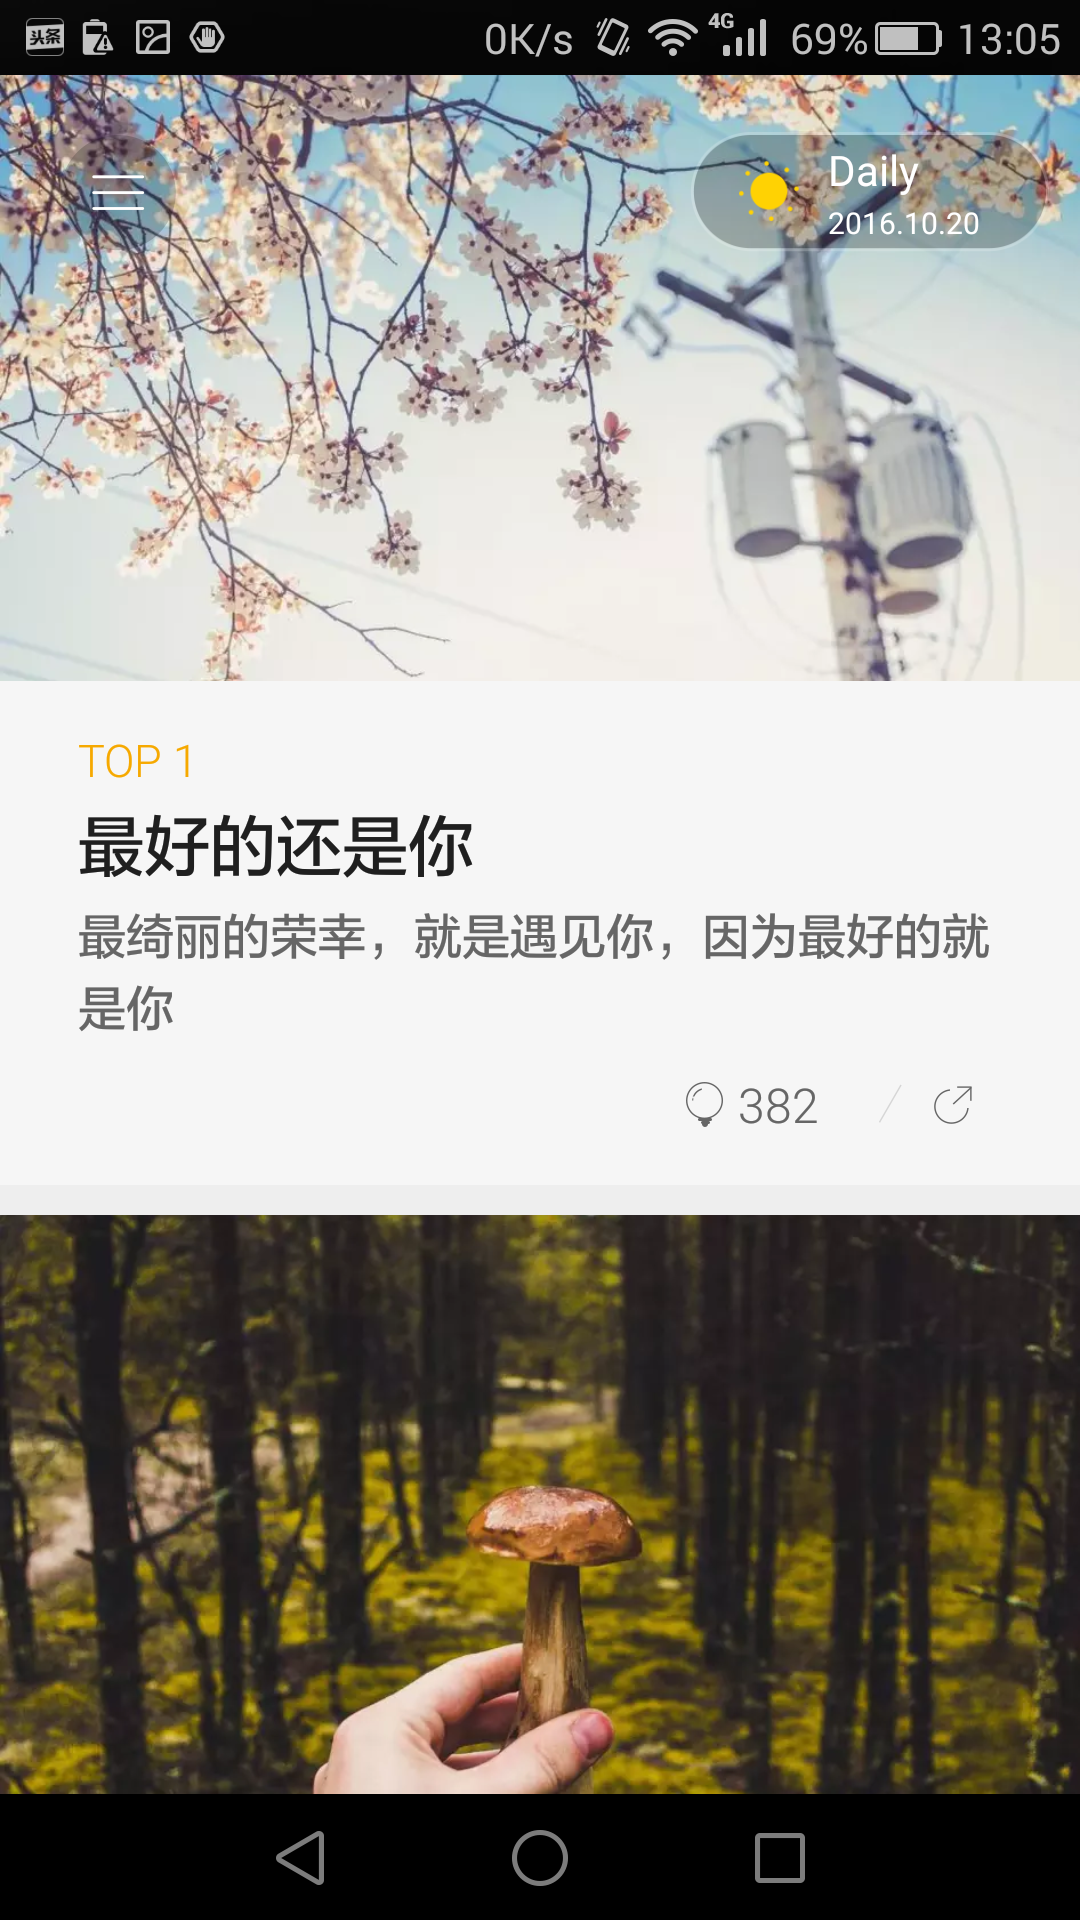 头条
0K/s 4G 69% 13:05
Daily
2016.10.20
TOP 1
最好的还是你
最绮丽的荣幸，就是遇见你，因为最好的就
是你
382